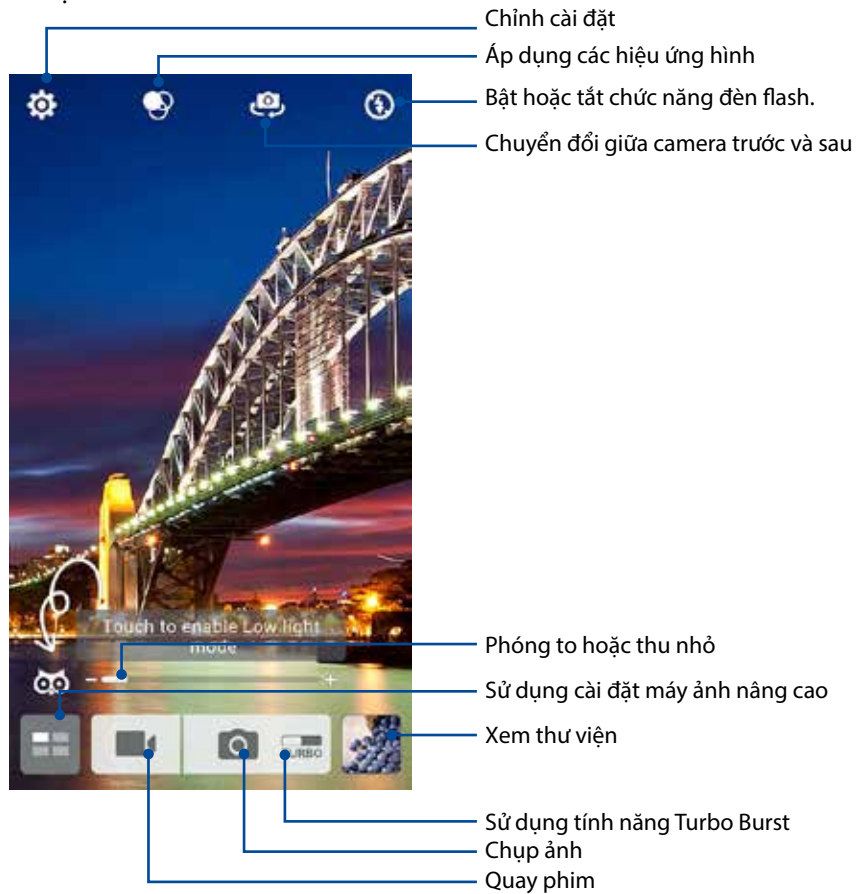 Chỉnh cài đặt
Áp dụng các hiệu ứng hình
Bật hoặc tắt chức năng đèn flash.
Chuyển đổi giữa camera trước và sau
Touch to enable Low light
mode
Phóng to hoặc thu nhỏ
Sử dụng cài đặt máy ảnh nâng cao
Xem thư viện
TURBO
Sử dụng tính năng Turbo Burst
Chụp ảnh
Quay phim